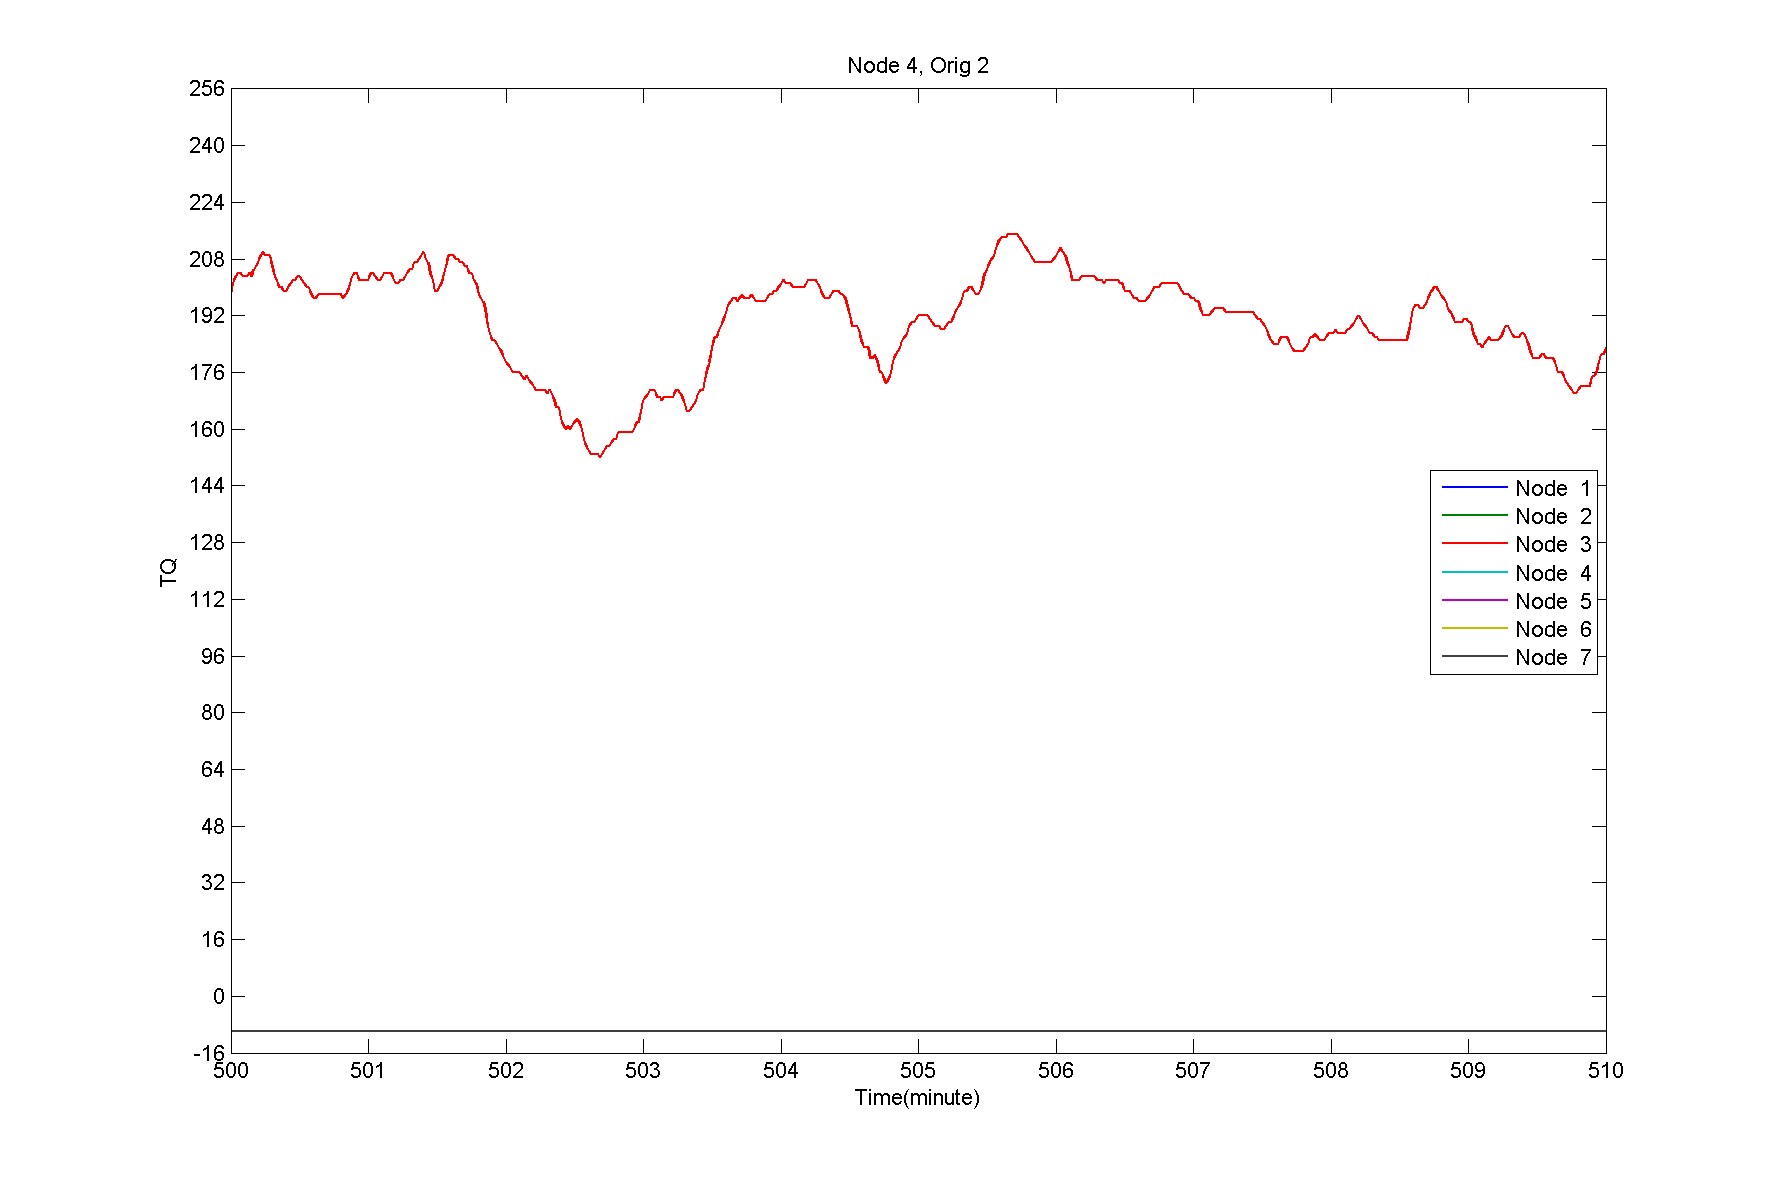 Node 4, Orig 2
256
240
224
208
192
176
160
144
128
112
96
80
64
48
32
16
0
-16
TQ
Node 1
Node 2
Node 3
Node 4
Node 5
Node 6
Node 7
500 501 502 503 504 505 506 507 508 509 510
Time(minute)